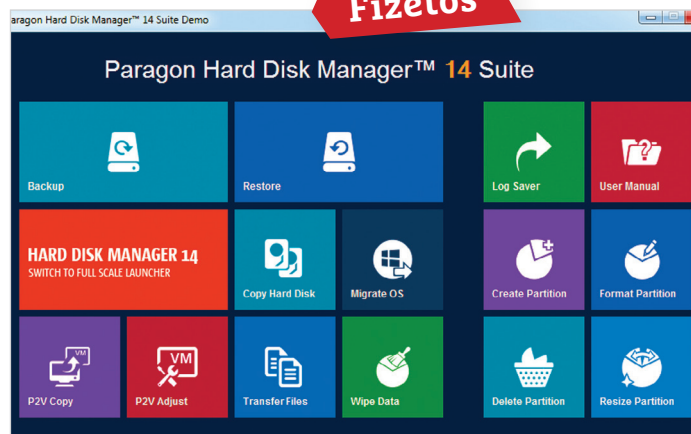 Fizetős
aragon Hard Disk Manager™ 14 Suite Demo
Paragon Hard Disk Manager™ 14 Suite
Backup
Restore
Log Saver
User Manual
HARD DISK MANAGER 14
SWITCH TO FULL SCALE LAUNCHER
Copy Hard Disk
Migrate OS
Create Partition
Format Partition
VM
P2V Copy
VM
P2V Adjust
Transfer Files
Wipe Data
Delete Partition
Resize Partition